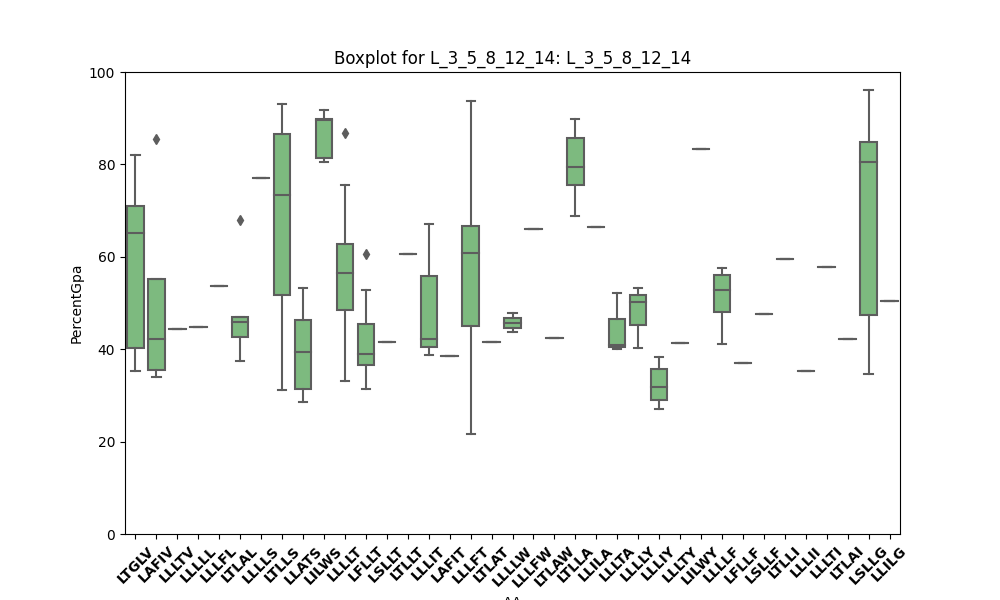 Boxplot for L_3_5_8_12_14: L_3_5_8_12_14
100
80
60
40
20
0
PercentGpa
LTGLV
LAFIV
LLLTV
LLLLL
LLLFL
LTLAL
LLLLS
LTLLS
LLATS
LILWS
LLLLT
LFLLT
LSLLT
LTLLT
LLLIT
LAFIT
LLLFT
LTLAT
LLLLW
LLLFW
LTLAW
LTLLA
LLILA
LLLTA
LLLLY
LLLIY
LLLTY
LILWY
LLLLF
LFLLF
LSLLF
LTLLI
LLLII
LLLTI
LTLAI
LSLLG
LLILG